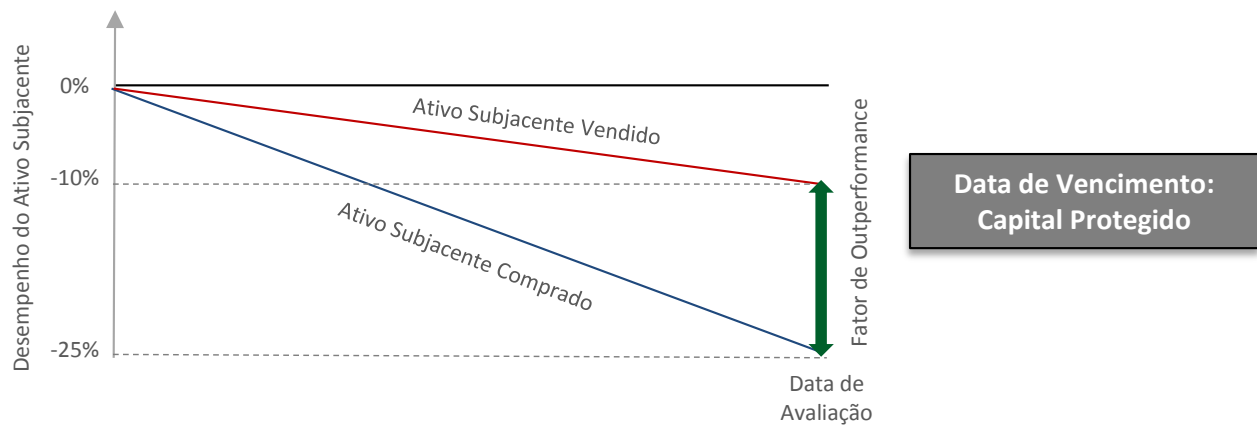 Desempenho do Ativo Subjacente
0%
-10%
-25%
Ativo Subjacente Vendido
Ativo Subjacente Comprado
Fator de Outperformance
Data de
Avaliação
Data de Vencimento:
Capital Protegido